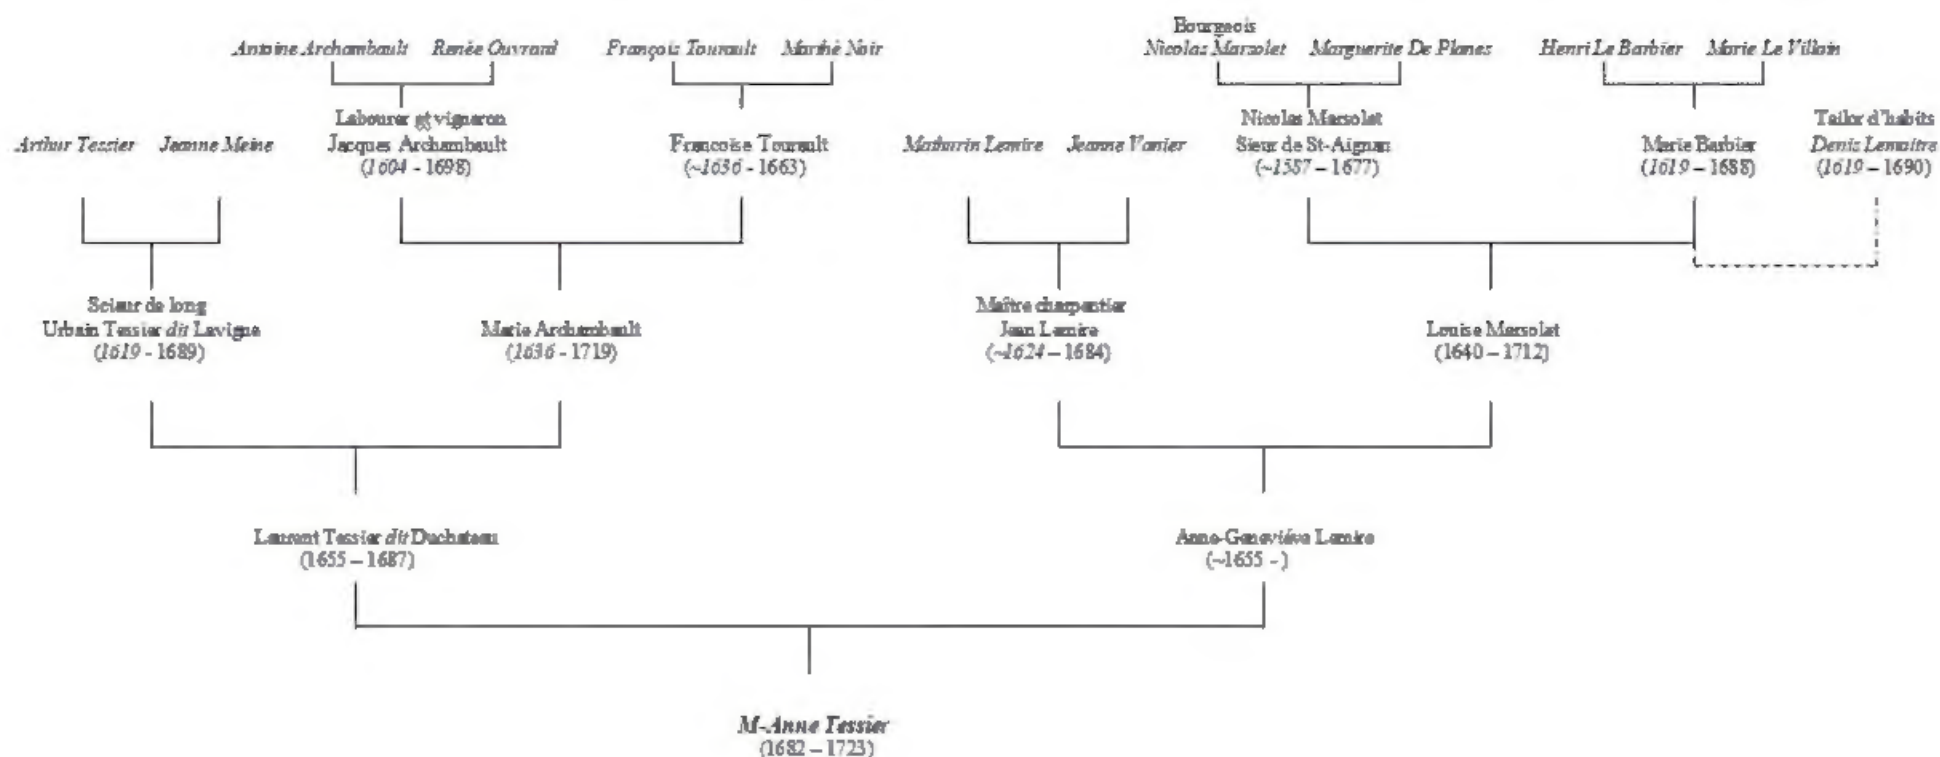 Antoine Archambault Renée Ouvrard François Tourault Marthé Noir
Bourgeois
Nicolas Marsolet Marguerite De Planes Henri Le Barbier Marie Le Villain
Arthur Tessier Jeanne Meine
Labourer et vigneron
Jacques Archambault
(1604 - 1698)
Francoise Tourault
(~1636 - 1663)
Mathurin Lemire Jeanne Vanier
Nicolas Marsolet
Sieur de St-Aignan
(~1587 – 1677)
Marie Barbier
(1619 – 1688)
Tailor d'habits
Denis Lemaitre
(1619 – 1690)
Scieur de long
Urbain Tessier dit Lavigne
(1619 - 1689)
Marie Archambault
(1636 - 1719)
Maître charpentier
Jean Lemire
(~1624 – 1684)
Louise Marsolet
(1640 – 1712)
Laurent Tessier dit Duchateau
(1655 – 1687)
Anne-Geneviéve Lemire
(~1655 - )
M-Anne Tessier
(1682 – 1723)